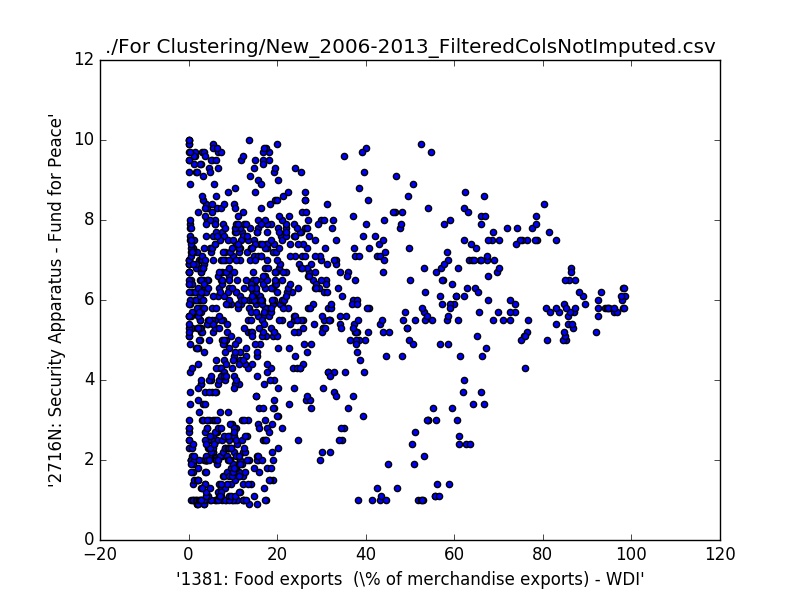 ./For Clustering/New_2006-2013_FilteredColsNotImputed.csv
12
10
8
6
4
2
0
'2716N: Security Apparatus - Fund for Peace'
−20 0 20 40 60 80 100 120
'1381: Food exports (\% of merchandise exports) - WDI'